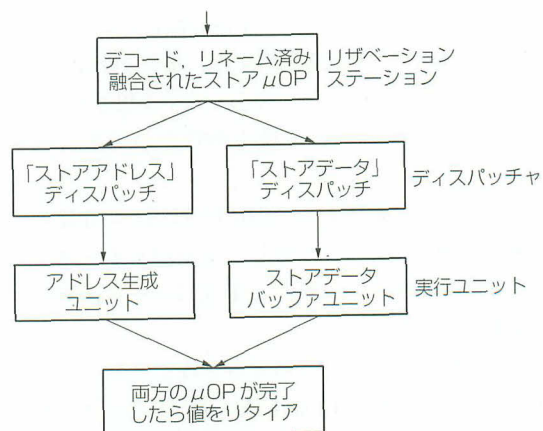 デコード，リネーム済み
融合されたストアμOP
リザベーション
ステーション
「ストアアドレス」
ディスパッチ
「ストアデータ」
ディスパッチ
ディスパッチャ
アドレス生成
ユニット
ストアデータ
バッファユニット
実行ユニット
両方のμOPが完了
したら値をリタイア